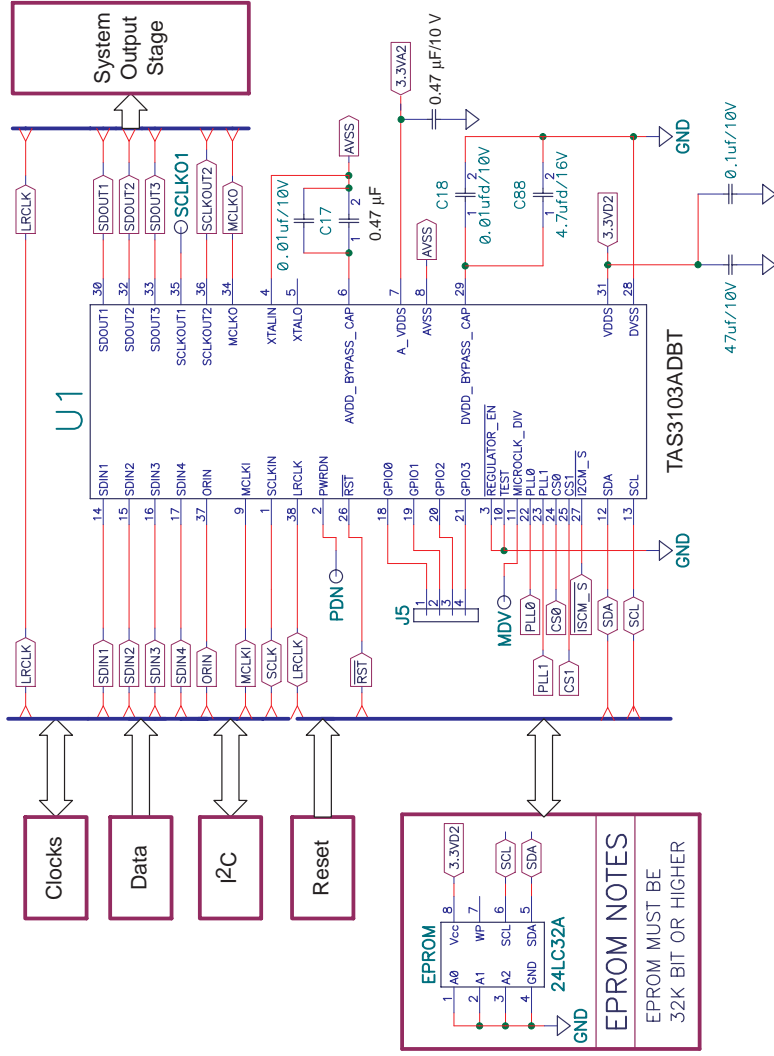 System
Output
Stage
LRCLK
LRCLK
Clocks
Data
I2C
Reset
U1
SDIN1
14
SDIN1
SDIN2
15
SDIN2
SDIN3
16
SDIN3
SDIN4
17
SDIN4
ORIN
37
ORIN
MCLKI
9
MCLKI
SCLK
1
SCLKIN
LRCLK
38
LRCLK
PDN
2
PWRDN
RST
26
RST
J5
1
2
3
4
18
GPIO0
19
GPIO1
20
GPIO2
21
GPIO3
3
REGULATOR_EN
10
TEST
MDV
11
MICROCLK_DIV
PLL0
22
PLL0
PLL1
23
PLL1
CS0
24
CS0
CS1
25
CS1
ISCM_S
27
I2CM_S
SDA
12
SDA
SCL
13
SCL
GND
SDOUT1
30
SDOUT1
SDOUT2
32
SDOUT2
SDOUT3
33
SDOUT3
SCLKOUT1
35
SCLKO1
SCLKOUT2
36
SCLKOUT2
MCLKO
34
MCLKO
XTALIN
4
XTALO
5
AVDD_BYPASS_CAP
6
0.01uf/10V
C17
1
2
0.47 µF
AVSS
A_VDDS
7
3.3VA2
0.47 µF/10 V
AVSS
8
AVSS
DVDD_BYPASS_CAP
29
C18
1
2
0.01ufd/10V
C88
1
2
4.7ufd/16V
GND
VDDS
31
3.3VD2
DVSS
28
47uf/10V
0.1uf/10V
TAS3103ADBT
EPROM
1
A0
2
A1
3
A2
4
GND
Vcc
8
3.3VD2
WP
7
SCL
6
SCL
SDA
5
SDA
24LC32A
GND
EPROM NOTES
EPROM MUST BE
32K BIT OR HIGHER